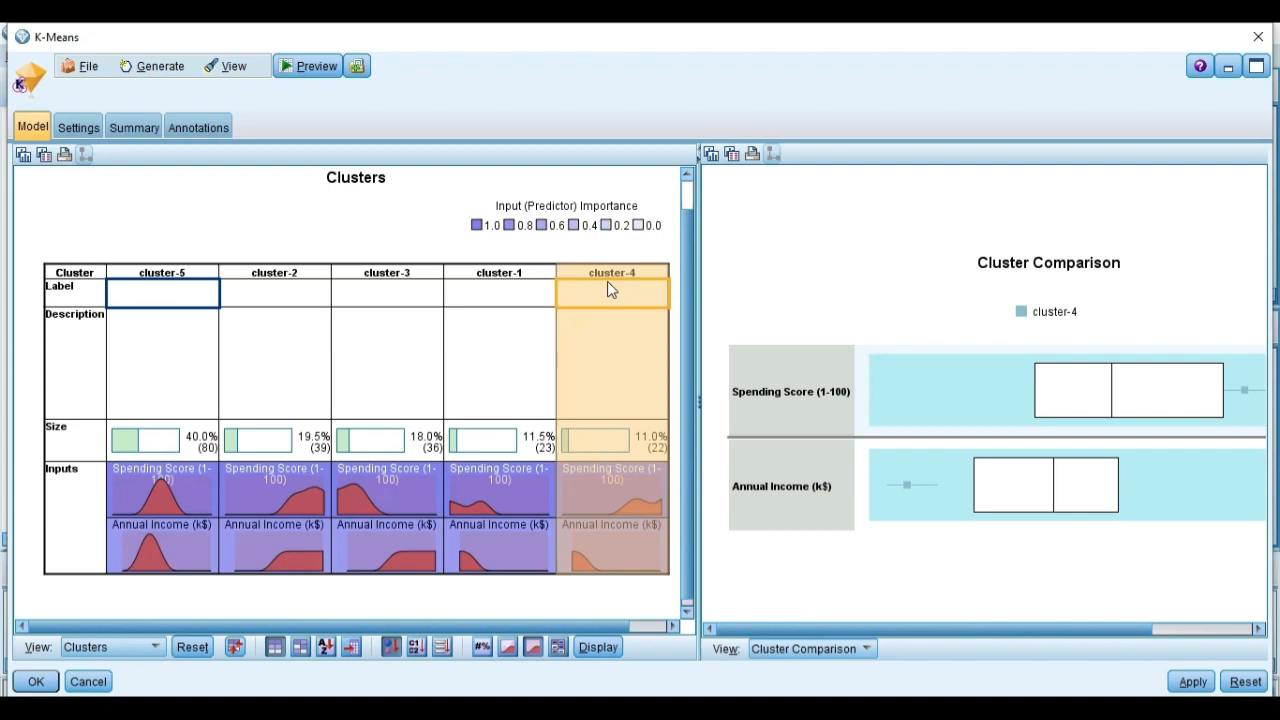 K-Means
File Generate View Preview
Model Settings Summary Annotations
Clusters
Input (Predictor) Importance
1.0 0.8 0.6 0.4 0.2 0.0
Cluster cluster-5 cluster-2 cluster-3 cluster-1 cluster-4
Label
Description
Size
40.0% 19.5% 18.0% 11.5% 11.0%
(80) (39) (36) (23) (22)
Inputs Spending Score (1- Spending Score (1- Spending Score (1- Spending Score (1- Spending Score (1-
100) 100) 100) 100) 100)
Annual Income (k$) Annual Income (k$) Annual Income (k$) Annual Income (k$) Annual Income (k$)
View: Clusters Reset #% Display
Cluster Comparison
cluster-4
Spending Score (1-100)
Annual Income (k$)
View: Cluster Comparison
OK Cancel Apply Reset